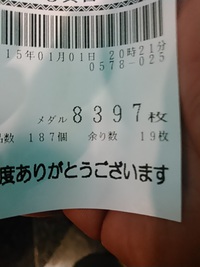 15年01月01日 20時21分
0578-025
メダル 8397枚
品数 187個 余り数 19枚
度ありがとうございます